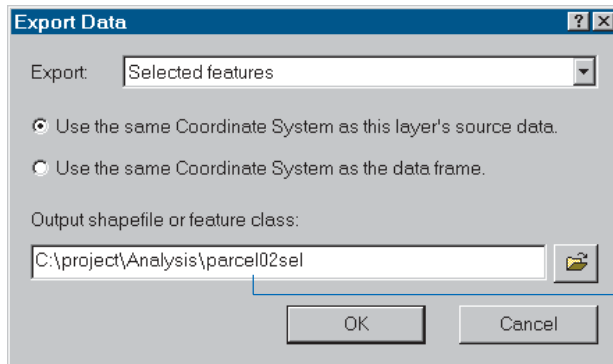 Export Data
Export: Selected features
Use the same Coordinate System as this layer's source data.
Use the same Coordinate System as the data frame.
Output shapefile or feature class:
C:\project\Analysis\parcel02sel
OK Cancel